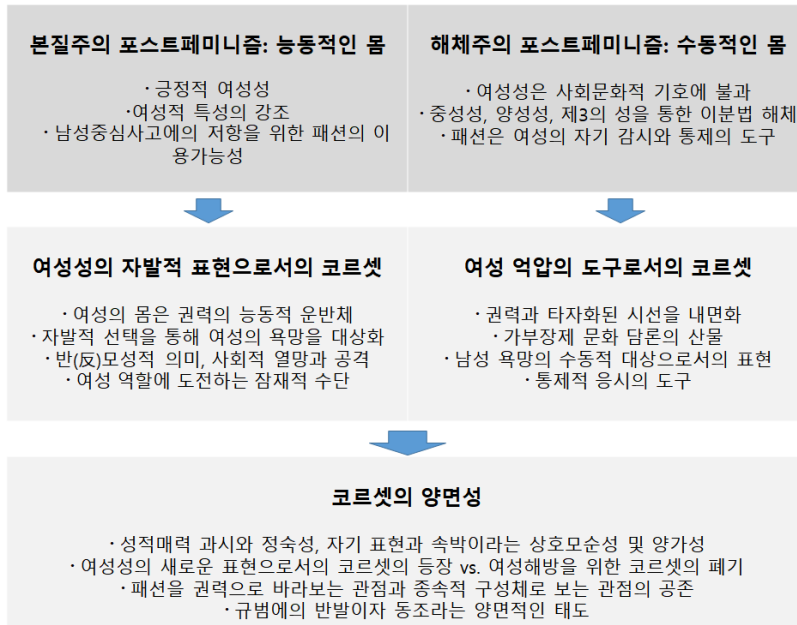 본질주의 포스트페미니즘: 능동적인 몸
· 긍정적 여성성
· 여성적 특성의 강조
· 남성중심사고에의 저항을 위한 패션의 이
용가능성
해체주의 포스트페미니즘: 수동적인 몸
· 여성성은 사회문화적 기호에 불과
· 중성성, 양성성, 제3의 성을 통한 이분법 해체
· 패션은 여성의 자기 감시와 통제의 도구
여성성의 자발적 표현으로서의 코르셋
· 여성의 몸은 권력의 능동적 운반체
· 자발적 선택을 통해 여성의 욕망을 대상화
· 반(反)모성적 의미, 사회적 열망과 공격
· 여성 역할에 도전하는 잠재적 수단
여성 억압의 도구로서의 코르셋
· 권력과 타자화된 시선을 내면화
· 가부장제 문화 담론의 산물
· 남성 욕망의 수동적 대상으로서의 표현
· 통제적 응시의 도구
코르셋의 양면성
· 성적매력 과시와 정숙성, 자기 표현과 속박이라는 상호모순성 및 양가성
· 여성성의 새로운 표현으로서의 코르셋의 등장 vs. 여성해방을 위한 코르셋의 폐기
· 패션을 권력으로 바라보는 관점과 종속적 구성체로 보는 관점의 공존
· 규범에의 반발이자 동조라는 양면적인 태도